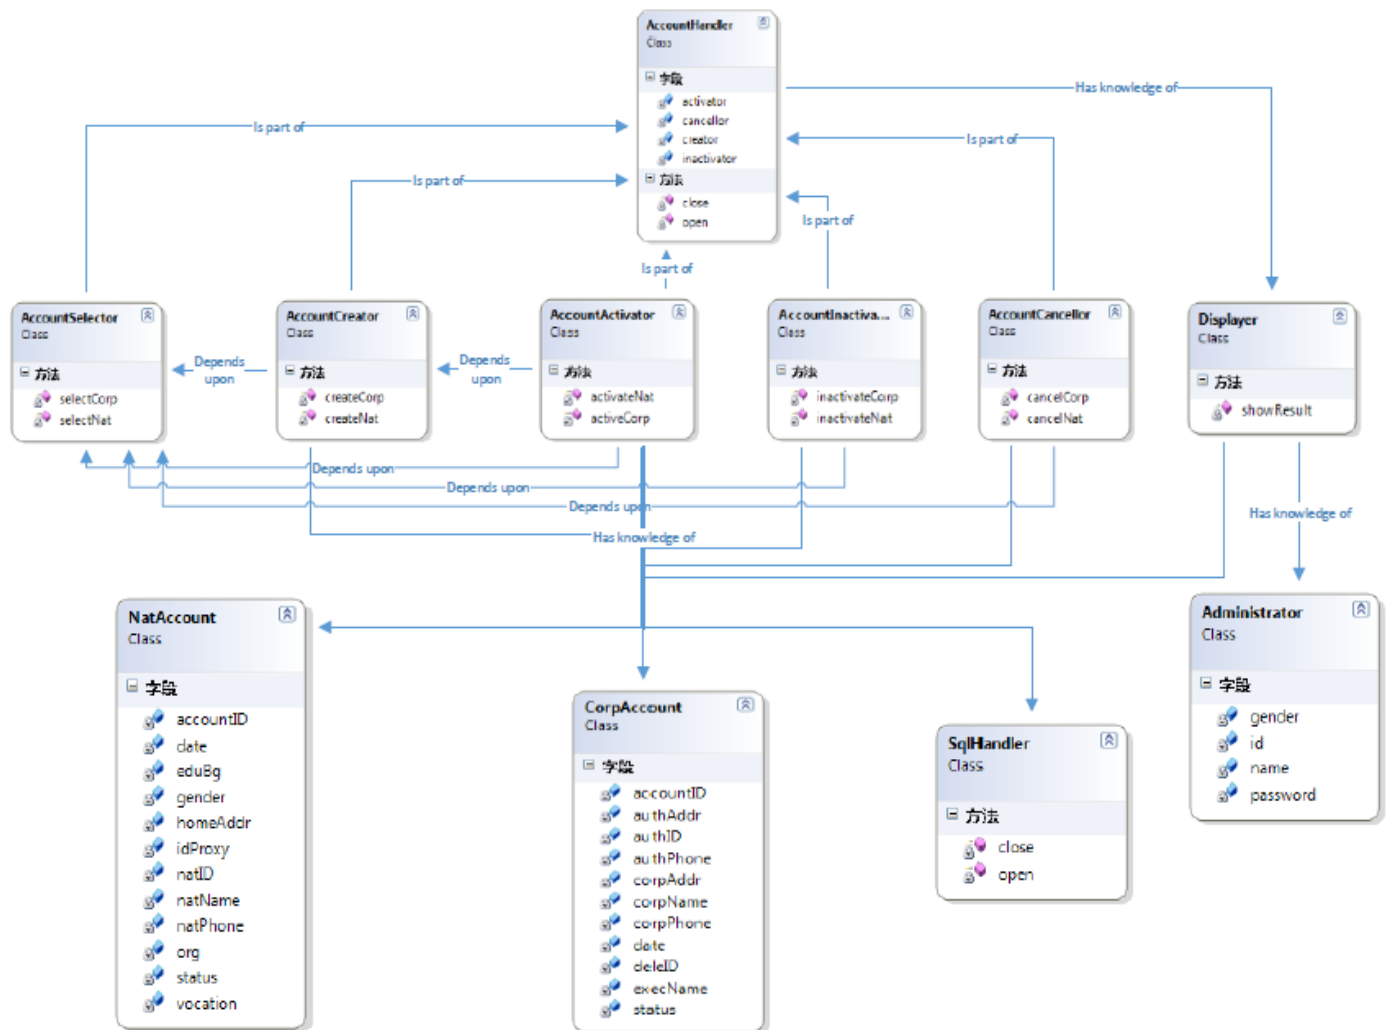 AccountHandler
Class
字段
activator
cancellor
creator
inactivator
方法
close
open
Has knowledge of
Is part of
Is part of
Is part of
Is part of
Is part of
AccountSelector
Class
方法
selectCorp
selectNat
Depends
upon
AccountCreator
Class
方法
createCorp
createNat
Depends
upon
AccountActivator
Class
方法
activateNat
activeCorp
AccountInactiva...
Class
方法
inactivateCorp
inactivateNat
AccountCancellor
Class
方法
cancelCorp
cancelNat
Displayer
Class
方法
showResult
Depends upon
Depends upon
Depends upon
Has knowledge of
Has knowledge of
NatAccount
Class
字段
accountID
date
eduBg
gender
homeAddr
idProxy
natID
natName
natPhone
org
status
vocation
CorpAccount
Class
字段
accountID
authAddr
authID
authPhone
corpAddr
corpName
corpPhone
date
deleID
execName
status
SqlHandler
Class
方法
close
open
Administrator
Class
字段
gender
id
name
password